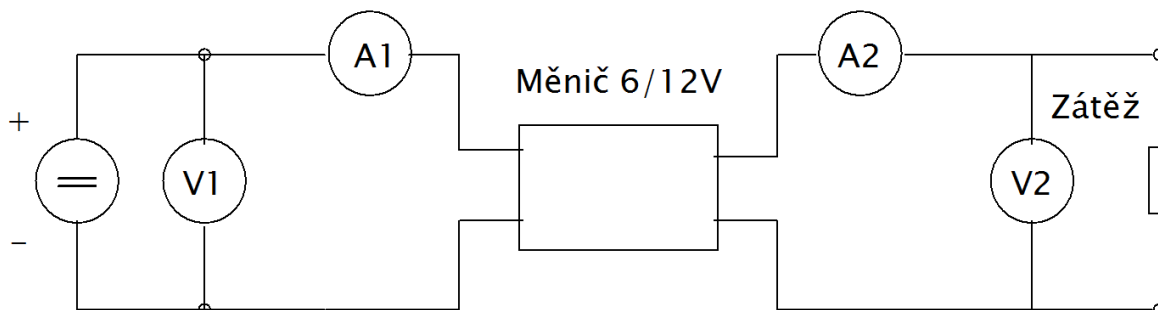 A1
A2
Měnič 6/12V
Zátěž
+
V1
V2
–